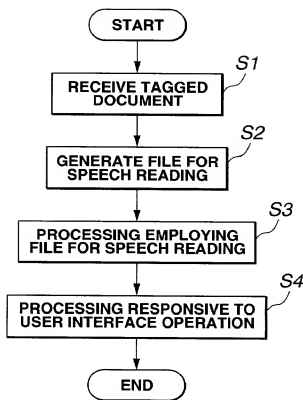 START
S1
RECEIVE TAGGED
DOCUMENT
S2
GENERATE FILE FOR
SPEECH READING
S3
PROCESSING EMPLOYING
FILE FOR SPEECH READING
S4
PROCESSING RESPONSIVE TO
USER INTERFACE OPERATION
END